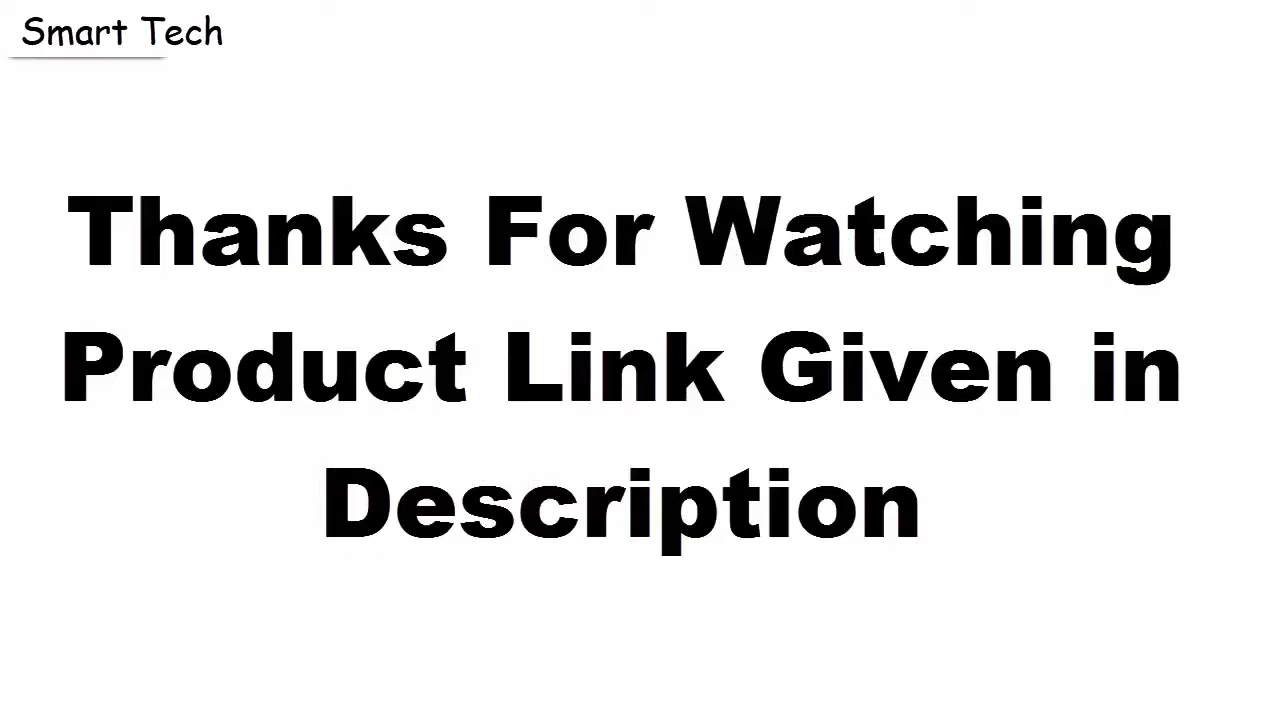 Smart Tech
Thanks For Watching
Product Link Given in
Description